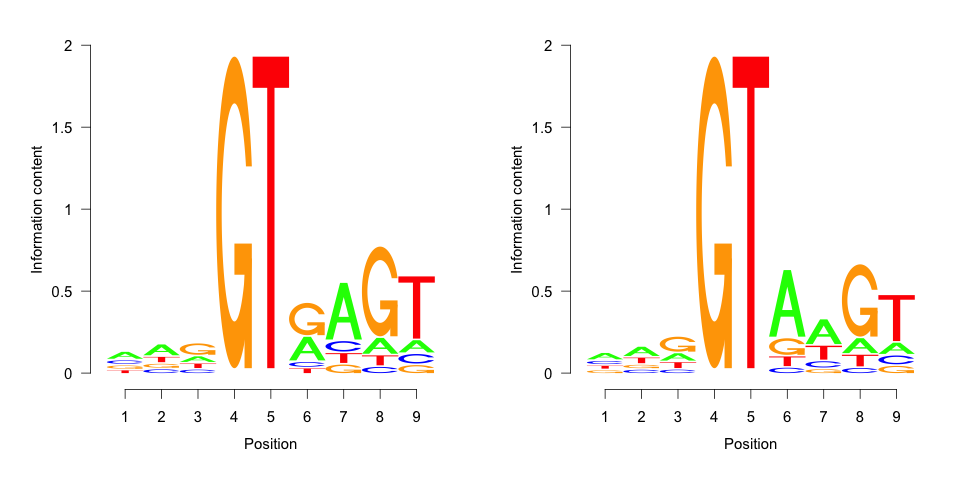 2
1.5
1
0.5
0
Information content
1 2 3 4 5 6 7 8 9
Position
G T
G A G T
A C A A
C T T C
T G C G
A A G
C T A
G G T
T C C
2
1.5
1
0.5
0
Information content
1 2 3 4 5 6 7 8 9
Position
G T
A A G T
G T A A
T C T C
C G C G
A A G
C T A
T G T
G C C